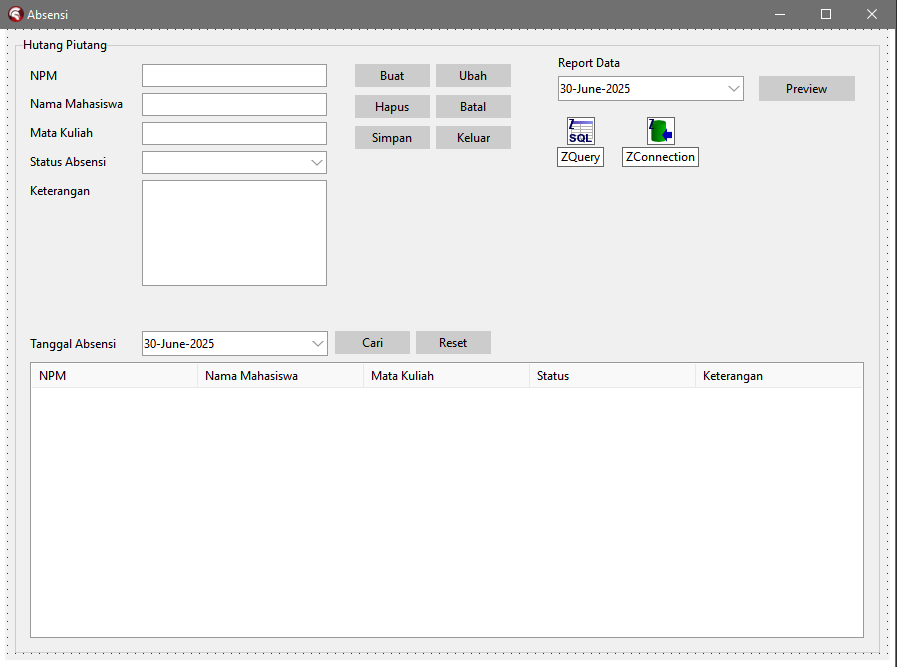 Absensi
Hutang Piutang
NPM
Nama Mahasiswa
Mata Kuliah
Status Absensi
Keterangan
Buat Ubah
Hapus Batal
Simpan Keluar
Report Data
30-June-2025 Preview
Z SQL Z
ZQuery ZConnection
Tanggal Absensi 30-June-2025 Cari Reset
NPM Nama Mahasiswa Mata Kuliah Status Keterangan